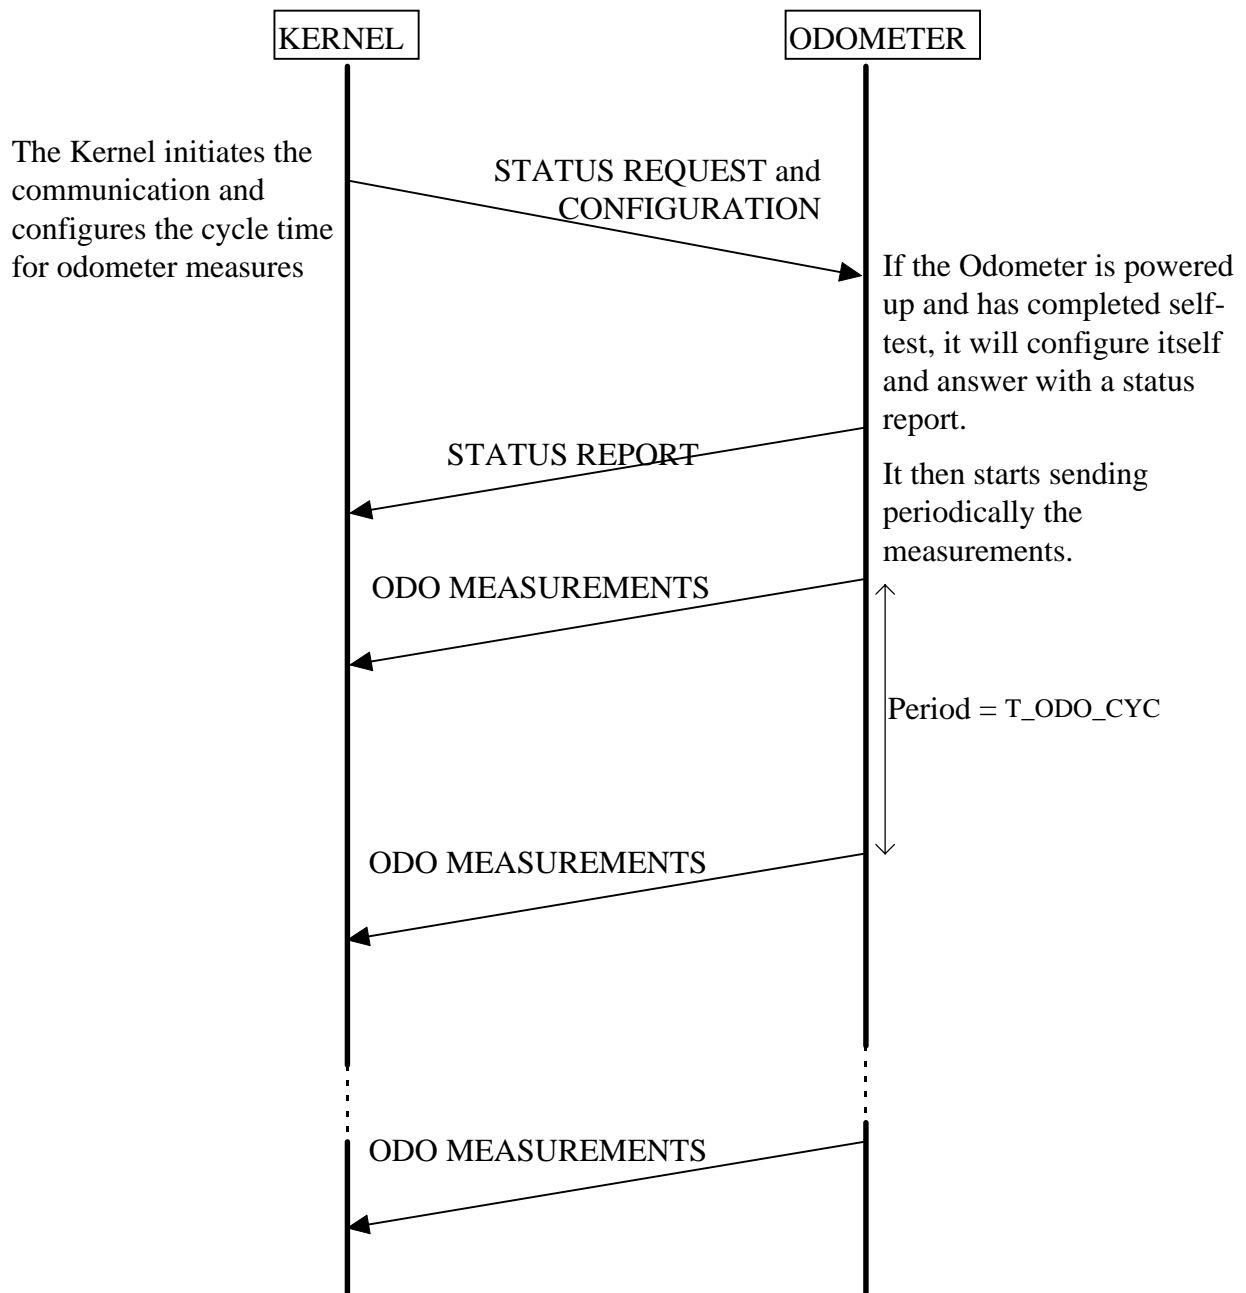 KERNEL
ODOMETER
The Kernel initiates the
communication and
configures the cycle time
for odometer measures
STATUS REQUEST and
CONFIGURATION
If the Odometer is powered
up and has completed self-
test, it will configure itself
and answer with a status
report.
STATUS REPORT
It then starts sending
periodically the
measurements.
ODO MEASUREMENTS
Period = T_ODO_CYC
ODO MEASUREMENTS
ODO MEASUREMENTS